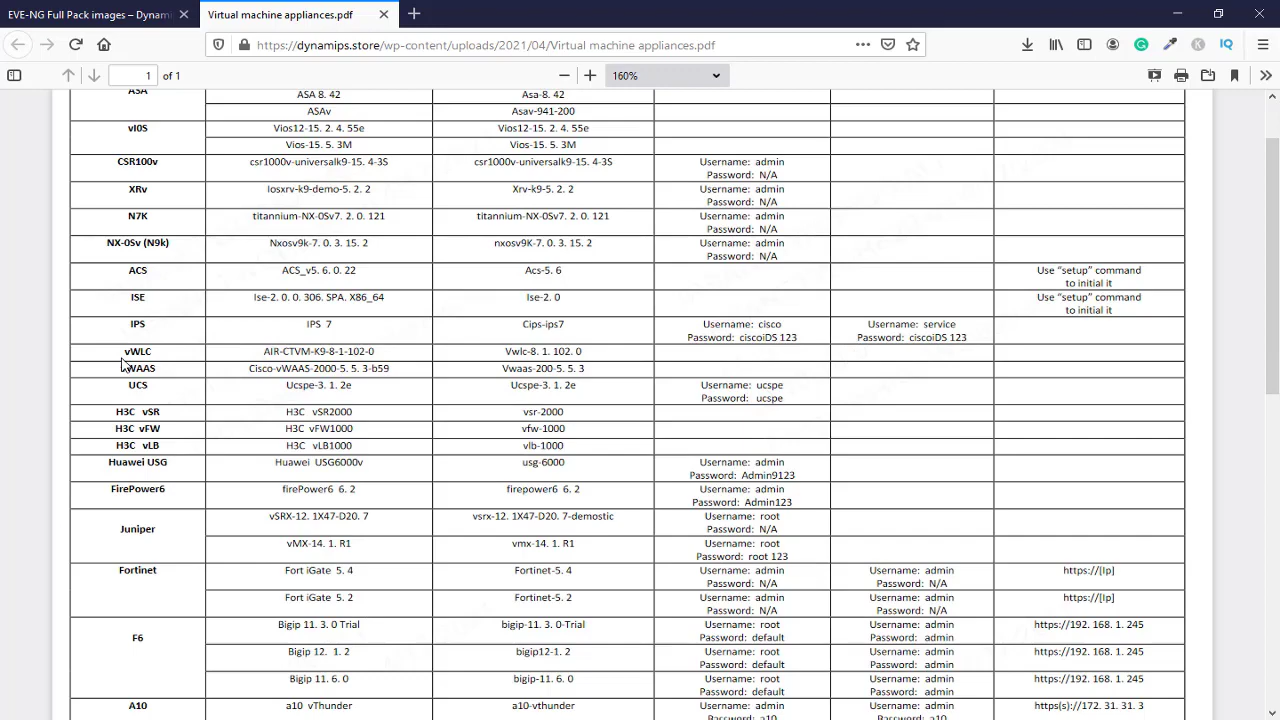 EVE-NG Full Pack images – Dynami
Virtual machine appliances.pdf
https://dynamips.store/wp-content/uploads/2021/04/Virtual machine appliances.pdf
1 of 1
160%
ASA
ASA 8. 42 Asa-8. 42
ASAv Asav-941-200
vI0S Vios12-15. 2. 4. 55e Vios12-15. 2. 4. 55e
Vios-15. 5. 3M Vios-15. 5. 3M
CSR100v csr1000v-universalk9-15. 4-3S csr1000v-universalk9-15. 4-3S Username: admin
Password: N/A
XRv Iosxrv-k9-demo-5. 2. 2 Xrv-k9-5. 2. 2 Username: admin
Password: N/A
N7K titannium-NX-0Sv7. 2. 0. 121 titannium-NX-0Sv7. 2. 0. 121 Username: admin
Password: N/A
NX-0Sv (N9k) Nxosv9k-7. 0. 3. 15. 2 nxosv9K-7. 0. 3. 15. 2 Username: admin
Password: N/A
ACS ACS_v5. 6. 0. 22 Acs-5. 6 Use “setup” command
to initial it
ISE Ise-2. 0. 0. 306. SPA. X86_64 Ise-2. 0 Use “setup” command
to initial it
IPS IPS 7 Cips-ips7 Username: cisco Username: service
Password: ciscoiDS 123 Password: ciscoiDS 123
vWLC AIR-CTVM-K9-8-1-102-0 Vwlc-8. 1. 102. 0
vWAAS Cisco-vWAAS-2000-5. 5. 3-b59 Vwaas-200-5. 5. 3
UCS Ucspe-3. 1. 2e Ucspe-3. 1. 2e Username: ucspe
Password: ucspe
H3C vSR H3C vSR2000 vsr-2000
H3C vFW H3C vFW1000 vfw-1000
H3C vLB H3C vLB1000 vlb-1000
Huawei USG Huawei USG6000v usg-6000 Username: admin
Password: Admin9123
FirePower6 firePower6 6. 2 firepower6 6. 2 Username: admin
Password: Admin123
Juniper vSRX-12. 1X47-D20. 7 vsrx-12. 1X47-D20. 7-demostic Username: root
Password: N/A
vMX-14. 1. R1 vmx-14. 1. R1 Username: root
Password: root 123
Fortinet Fort iGate 5. 4 Fortinet-5. 4 Username: admin Username: admin https://[Ip]
Password: N/A Password: N/A
Fort iGate 5. 2 Fortinet-5. 2 Username: admin Username: admin https://[Ip]
Password: N/A Password: N/A
F6 Bigip 11. 3. 0 Trial bigip-11. 3. 0-Trial Username: root Username: admin https://192. 168. 1. 245
Password: default Password: admin
Bigip 12. 1. 2 bigip12-1. 2 Username: root Username: admin https://192. 168. 1. 245
Password: default Password: admin
Bigip 11. 6. 0 bigip-11. 6. 0 Username: root Username: admin https://192. 168. 1. 245
Password: default Password: admin
A10 a10 vThunder a10-vthunder Username: admin Username: admin https(s)://172. 31. 31. 3
Password: a10 Password: a10